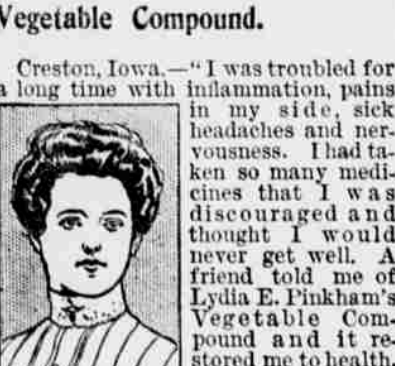 Vegetable Compound.
Creston, Iowa.—"I was troubled for
a long time with inflammation, pains
in my side, sick
headaches and ner-
vousness. I had ta-
ken so many medi-
cines that I was
discouraged and
thought I would
never get well. A
friend told me of
Lydia E. Pinkham's
Vegetable Com-
pound and it re-
stored me to health.